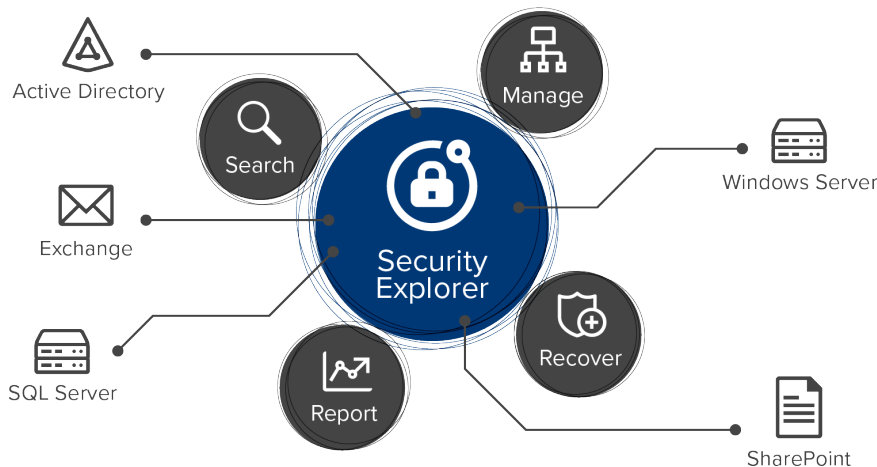 Active Directory
Manage
Search
Windows Server
Exchange
Security
Explorer
Recover
SQL Server
Report
SharePoint